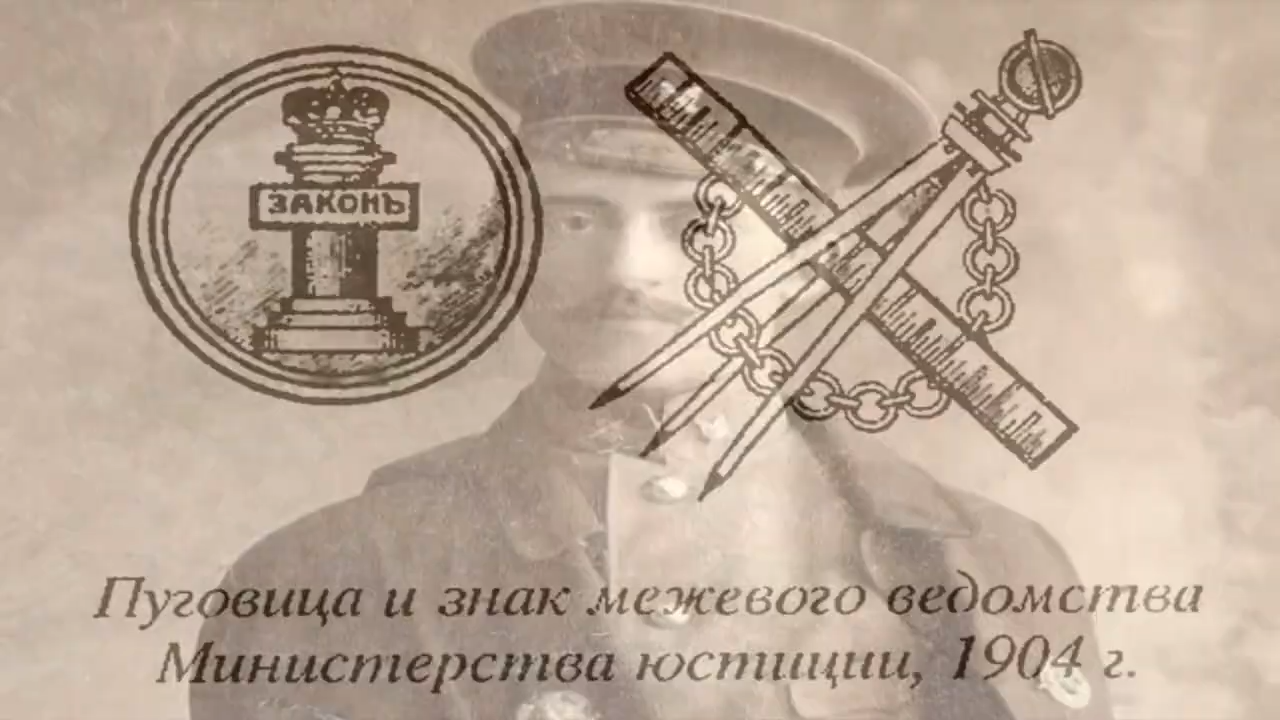 ЗАКОНЪ
Пуговица и знак межевого ведомства
Министерства юстиции, 1904 г.